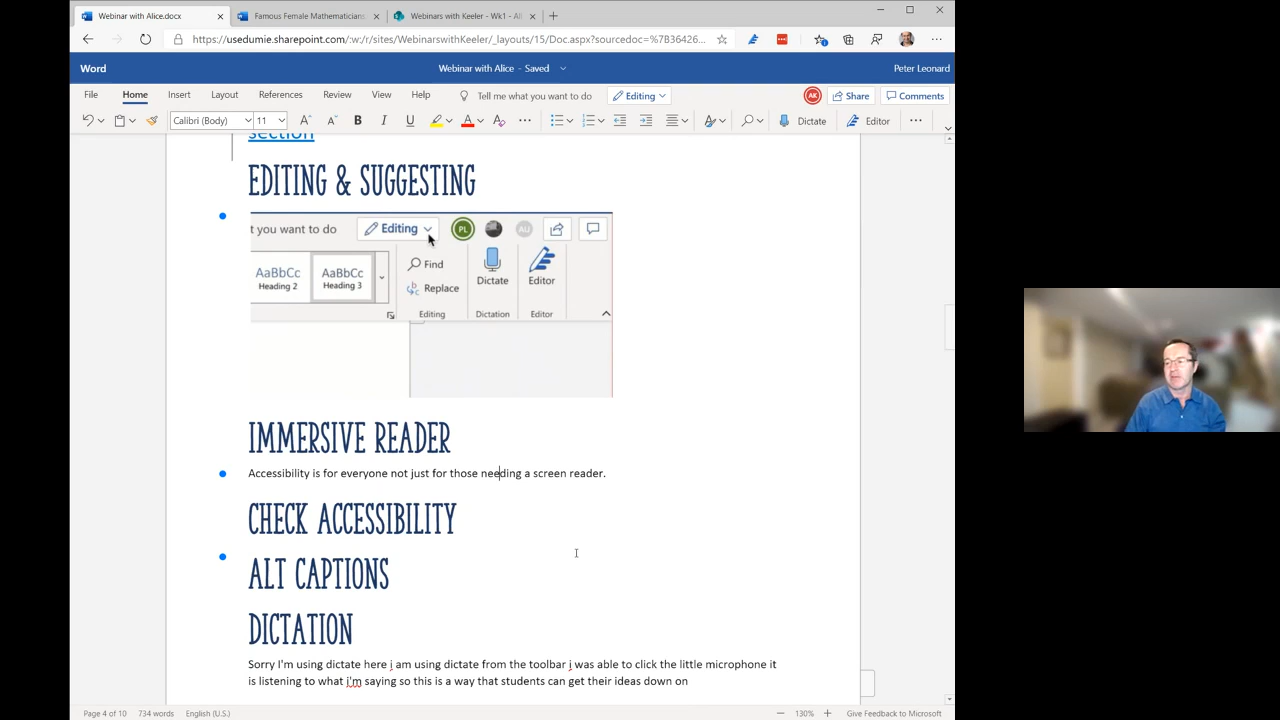 Webinar with Alice.docx
Famous Female Mathematicians
Webinars with Keeler - Wk1 - Al
https://usedumie.sharepoint.com/:w:/r/sites/WebinarswithKeeler/_layouts/15/Doc.aspx?sourcedoc=%7B36426...
Word
Webinar with Alice - Saved
Peter Leonard
File Home Insert Layout References Review View Help Tell me what you want to do Editing AK Share Comments
Calibri (Body) 11 A A B I U A Dictate Editor
section
EDITING & SUGGESTING
t you want to do Editing PL AU
AaBbCc AaBbCc Find
Heading 2 Heading 3 Replace Dictate Editor
Editing Dictation Editor
IMMERSIVE READER
Accessibility is for everyone not just for those needing a screen reader.
CHECK ACCESSIBILITY
ALT CAPTIONS
DICTATION
Sorry I'm using dictate here i am using dictate from the toolbar i was able to click the little microphone it
is listening to what i'm saying so this is a way that students can get their ideas down on
Page 4 of 10 734 words English (U.S.) 130% Give Feedback to Microsoft